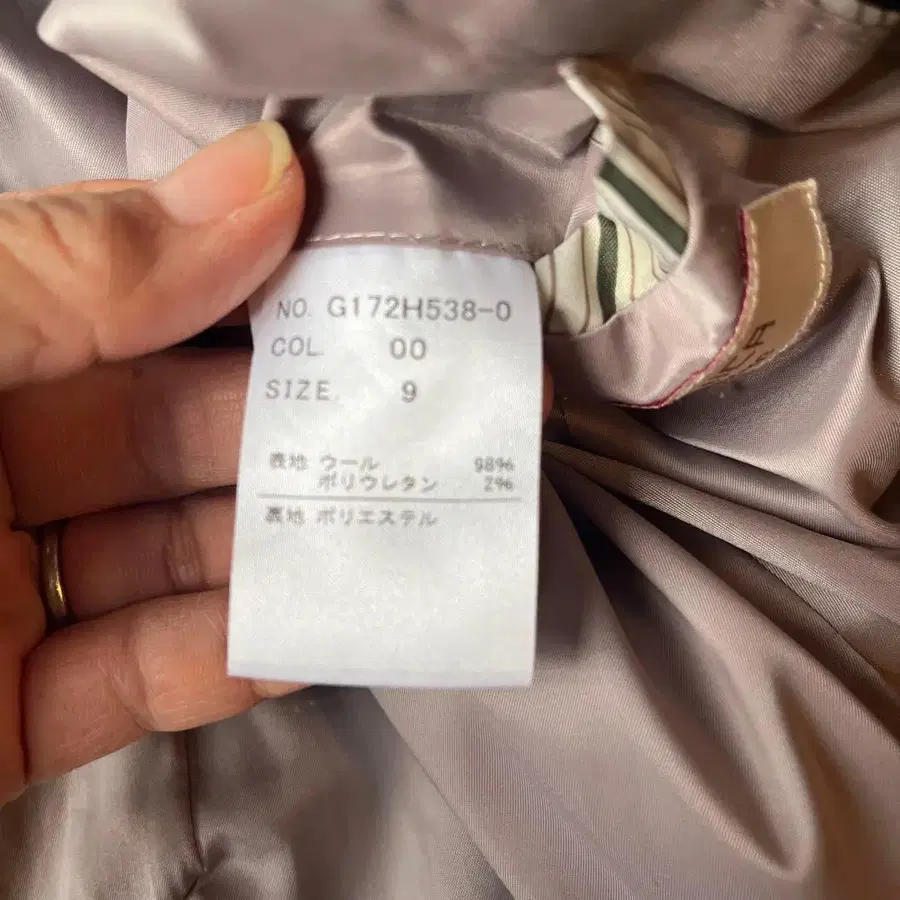 NO. G172H538-0
COL. 00
SIZE. 9
表地 ウール 98%
ポリウレタン 2%
裏地 ポリエステル